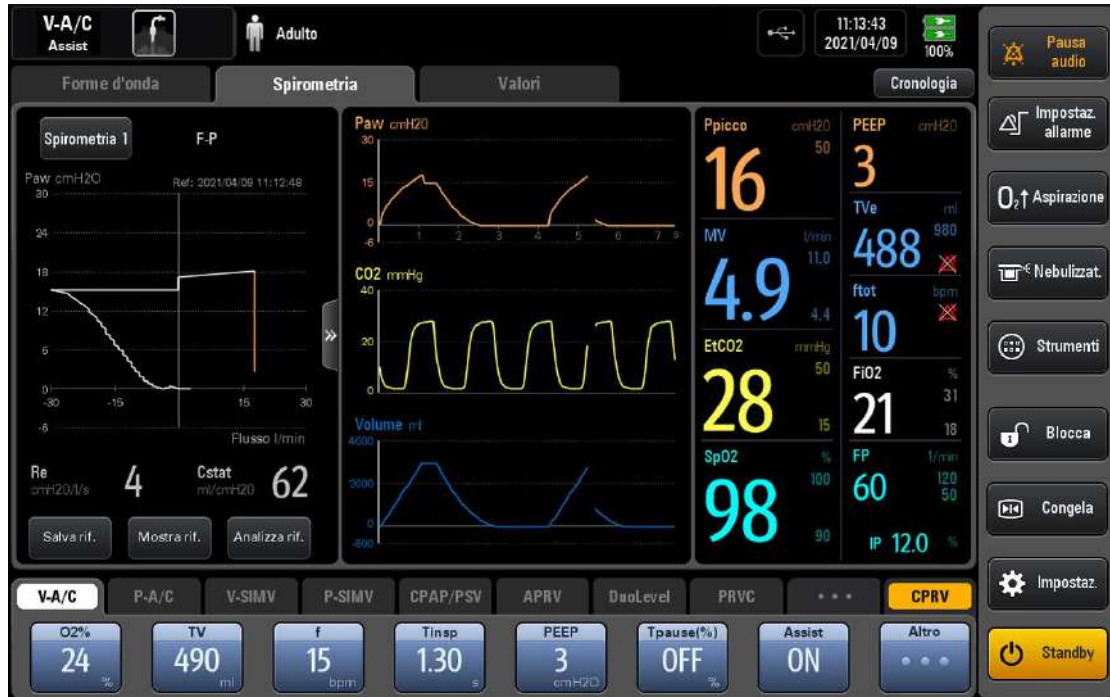 V-A/C
Assist
Adulto
11:13:43
2021/04/09
100%
Forme d'onda
Spirometria
Valori
Cronologia
Spirometria 1
F-P
Paw cmH2O
Ref: 2021/04/09 11:12:48
30
24
18
12
6
0
-6
-30
-15
15
30
Flusso l/min
Re
cmH2O/l/s
4
Cstat
ml/cmH2O
62
Salva rif.
Mostra rif.
Analizza rif.
Paw cmH2O
30
15
0
-6
1 2 3 4 5 6 7 s
CO2 mmHg
40
20
0
Volume ml
4000
2000
0
-800
Ppicco cmH2O
16
50
PEEP cmH2O
3
MV l/min
4.9
11.0
4.4
TVe ml
488
980
ftot bpm
10
EtCO2 mmHg
28
50
15
FiO2 %
21
31
18
SpO2 %
98
100
90
FP 1/min
60
120
50
IP 12.0 %
Pausa
audio
Impostaz.
allarme
O2↑ Aspirazione
Nebulizzat.
Strumenti
Blocca
Congela
Impostaz.
Standby
V-A/C
P-A/C
V-SIMV
P-SIMV
CPAP/PSV
APRV
DuoLevel
PRVC
• • •
CPRV
O2%
24
%
TV
490
ml
f
15
bpm
Tinsp
1.30
s
PEEP
3
cmH2O
Tpause(%)
OFF
%
Assist
ON
Altro
• • •